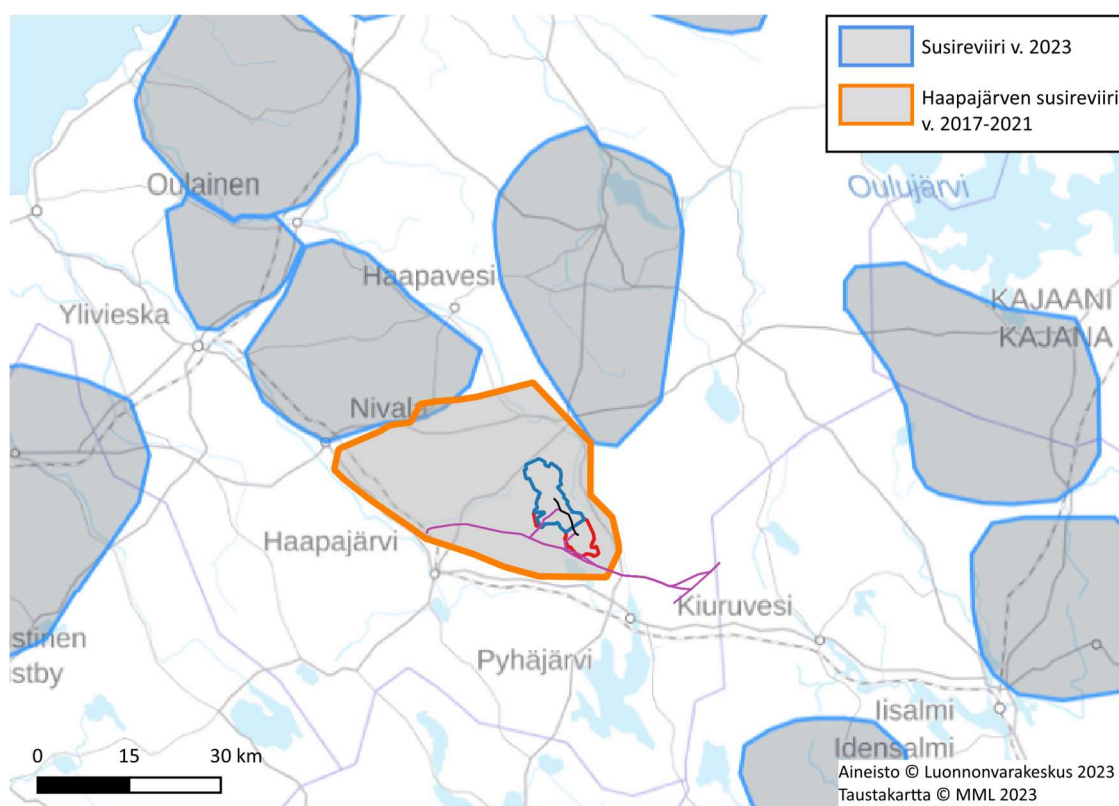 Susireviiri v. 2023
Haapajärven susireviiri
v. 2017-2021
Oulainen
Oulujärvi
Haapavesi
Ylivieska
KAJAANI
KAJANA
Nivala
Haapajärvi
Kiuruvesi
stinen
stby
Pyhäjärvi
Iisalmi
Idensalmi
0 15 30 km
Aineisto © Luonnonvarakeskus 2023
Taustakartta © MML 2023